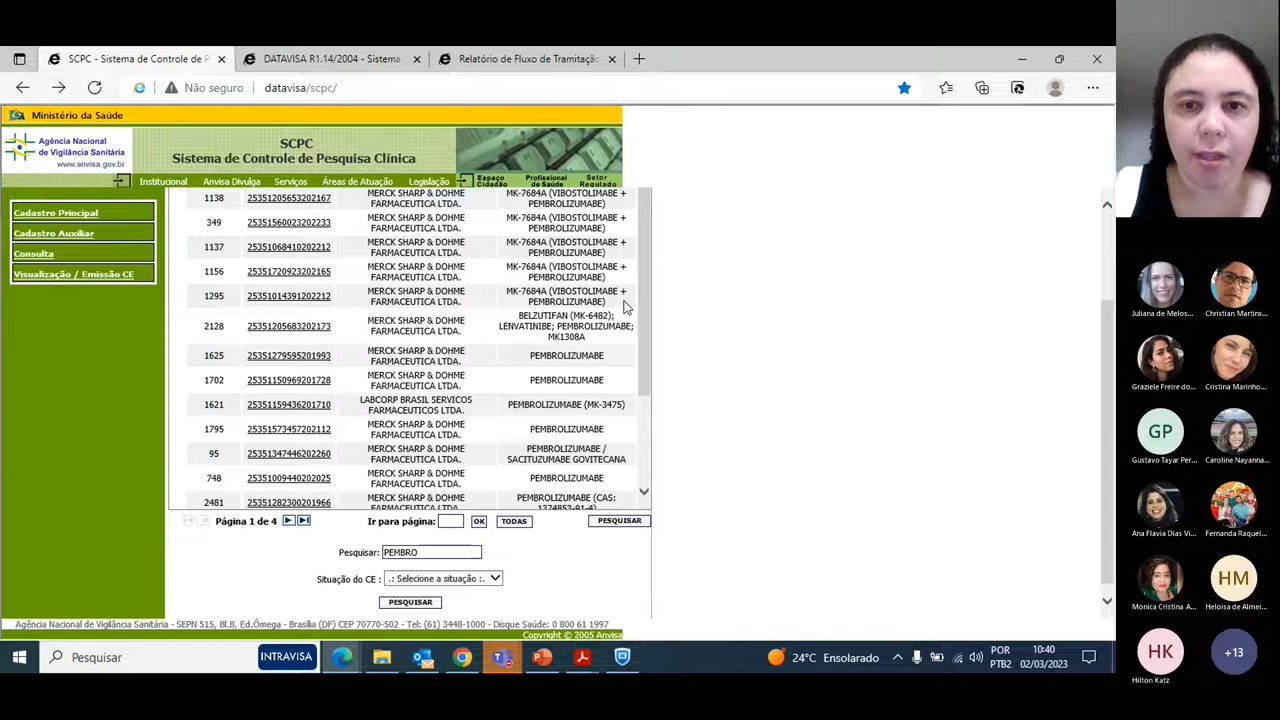 SCPC - Sistema de Controle de P
DATAVISA R1.14/2004 - Sistema
Relatório de Fluxo de Tramitação
Não seguro
datavisa/scpc/
Ministério da Saúde
Agência Nacional
de Vigilância Sanitária
www.anvisa.gov.br
SCPC
Sistema de Controle de Pesquisa Clínica
Institucional Anvisa Divulga Serviços Áreas de Atuação Legislação
Espaço
Cidadão
Profissional
de Saúde
Setor
Regulado
Cadastro Principal
Cadastro Auxiliar
Consulta
Visualização / Emissão CE
1138 25351205653202167 MERCK SHARP & DOHME FARMACEUTICA LTDA. MK-7684A (VIBOSTOLIMABE + PEMBROLIZUMABE)
349 25351560023202233 MERCK SHARP & DOHME FARMACEUTICA LTDA. MK-7684A (VIBOSTOLIMABE + PEMBROLIZUMABE)
1137 25351068410202212 MERCK SHARP & DOHME FARMACEUTICA LTDA. MK-7684A (VIBOSTOLIMABE + PEMBROLIZUMABE)
1156 25351720923202165 MERCK SHARP & DOHME FARMACEUTICA LTDA. MK-7684A (VIBOSTOLIMABE + PEMBROLIZUMABE)
1295 25351014391202212 MERCK SHARP & DOHME FARMACEUTICA LTDA. MK-7684A (VIBOSTOLIMABE + PEMBROLIZUMABE)
2128 25351205683202173 MERCK SHARP & DOHME FARMACEUTICA LTDA. BELZUTIFAN (MK-6482); LENVATINIBE; PEMBROLIZUMABE; MK1308A
1625 25351279595201993 MERCK SHARP & DOHME FARMACEUTICA LTDA. PEMBROLIZUMABE
1702 25351150969201728 MERCK SHARP & DOHME FARMACEUTICA LTDA. PEMBROLIZUMABE
1621 25351159436201710 LABCORP BRASIL SERVICOS FARMACEUTICOS LTDA. PEMBROLIZUMABE (MK-3475)
1795 25351573457202112 MERCK SHARP & DOHME FARMACEUTICA LTDA. PEMBROLIZUMABE
95 25351347446202260 MERCK SHARP & DOHME FARMACEUTICA LTDA. PEMBROLIZUMABE / SACITUZUMABE GOVITECANA
748 25351009440202025 MERCK SHARP & DOHME FARMACEUTICA LTDA. PEMBROLIZUMABE
2481 25351282300201966 MERCK SHARP & DOHME FARMACEUTICA LTDA. PEMBROLIZUMABE (CAS: 1374853-91-4)
Página 1 de 4
Ir para página:
OK
TODAS
PESQUISAR
Pesquisar: PEMBRO
Situação do CE : .: Selecione a situação :.
PESQUISAR
Agência Nacional de Vigilância Sanitária - SEPN 515, Bl.B, Ed.Ômega - Brasília (DF) CEP 70770-502 - Tel: (61) 3448-1000 - Disque Saúde: 0 800 61 1997
Copyright © 2005 Anvisa
Pesquisar
INTRAVISA
24°C Ensolarado
POR
PTB2
10:40
02/03/2023
Juliana de Melos...
Christian Martins...
Graziele Freire do...
Cristina Marinho...
GP
Gustavo Tayar Per...
Caroline Nayanna...
Ana Flavia Dias Vi...
Fernanda Raquel...
Monica Cristina A...
HM
Heloisa de Almei...
HK
Hilton Katz
+13